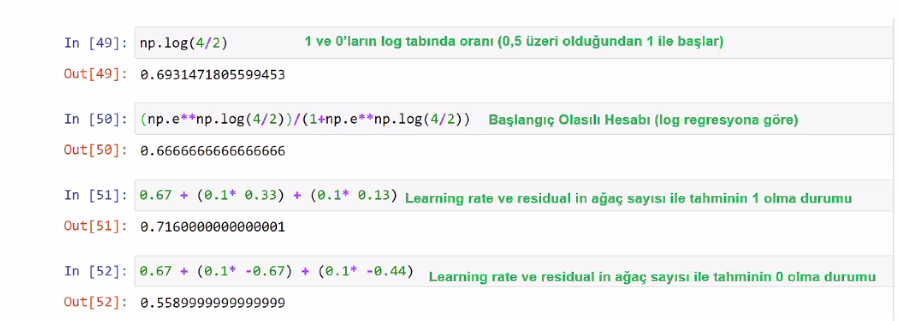 In [49]: np.log(4/2) 1 ve 0'ların log tabında oranı (0,5 üzeri olduğundan 1 ile başlar)
Out[49]: 0.6931471805599453
In [50]: (np.e**np.log(4/2))/(1+np.e**np.log(4/2)) Başlangıç Olasılı Hesabı (log regresyona göre)
Out[50]: 0.6666666666666666
In [51]: 0.67 + (0.1* 0.33) + (0.1* 0.13) Learning rate ve residual in ağaç sayısı ile tahminin 1 olma durumu
Out[51]: 0.7160000000000001
In [52]: 0.67 + (0.1* -0.67) + (0.1* -0.44) Learning rate ve residual in ağaç sayısı ile tahminin 0 olma durumu
Out[52]: 0.5589999999999999